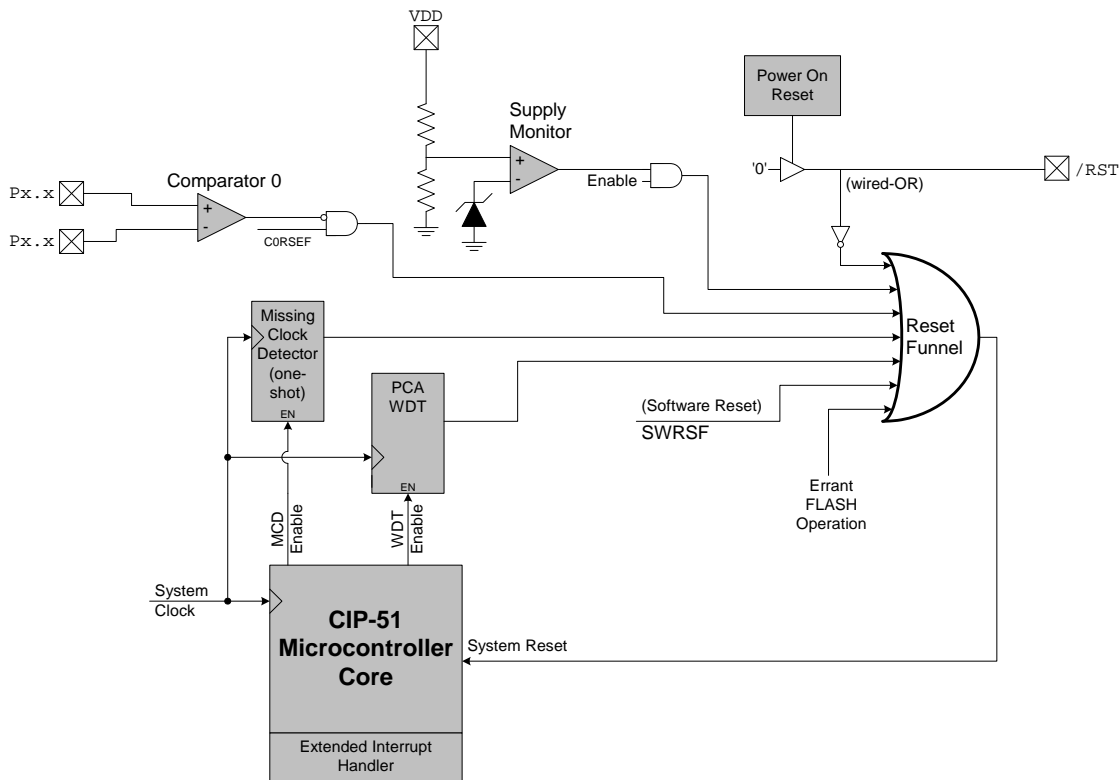 VDD
Power On
Reset
Supply
Monitor
+
-
Enable
'0'
/RST
(wired-OR)
Px.x
Px.x
Comparator 0
+
-
C0RSEF
Missing
Clock
Detector
(one-
shot)
EN
PCA
WDT
EN
Reset
Funnel
(Software Reset)
SWRSF
Errant
FLASH
Operation
MCD
Enable
WDT
Enable
System
Clock
CIP-51
Microcontroller
Core
System Reset
Extended Interrupt
Handler